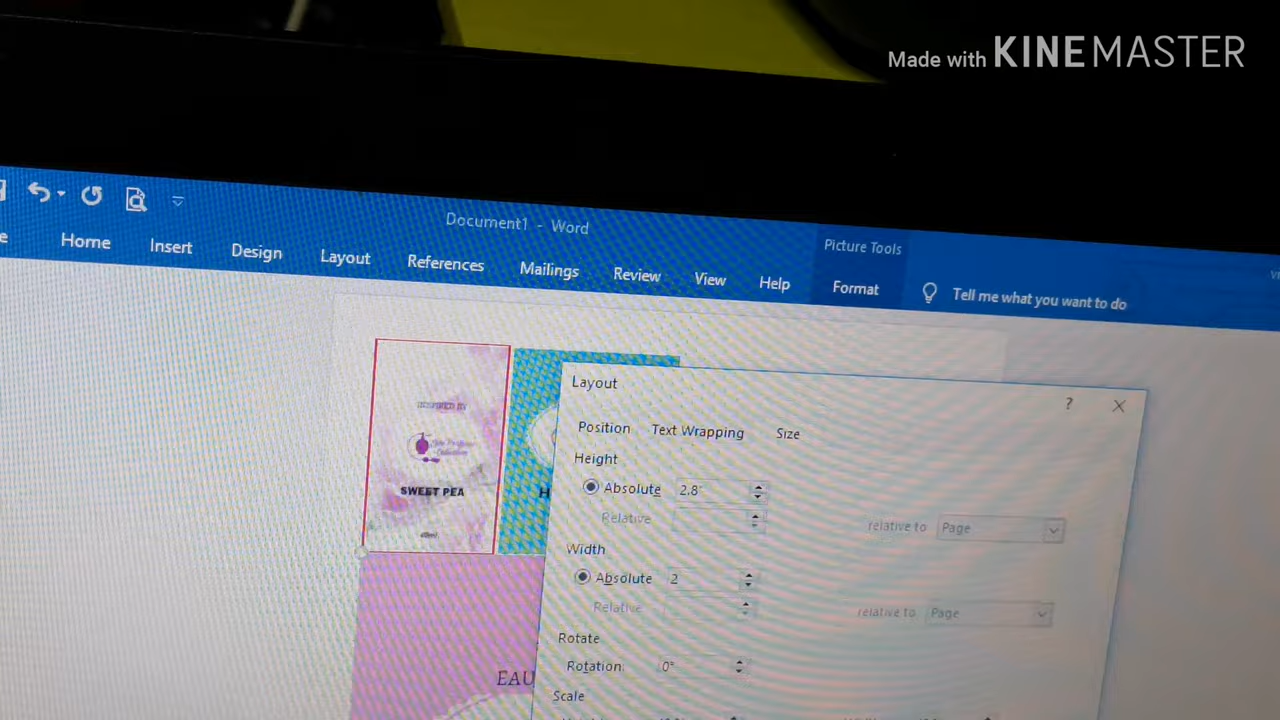 Made with KINEMASTER
Document1 - Word
Picture Tools
Home Insert Design Layout References Mailings Review View Help Format Tell me what you want to do
Layout
? 
Position Text Wrapping Size
Height
Absolute 2.8"
Relative relative to Page
Width
Absolute 2
Relative relative to Page
Rotate
Rotation: 0°
Scale
DESIGNED BY
SWEET PEA
H
EAU